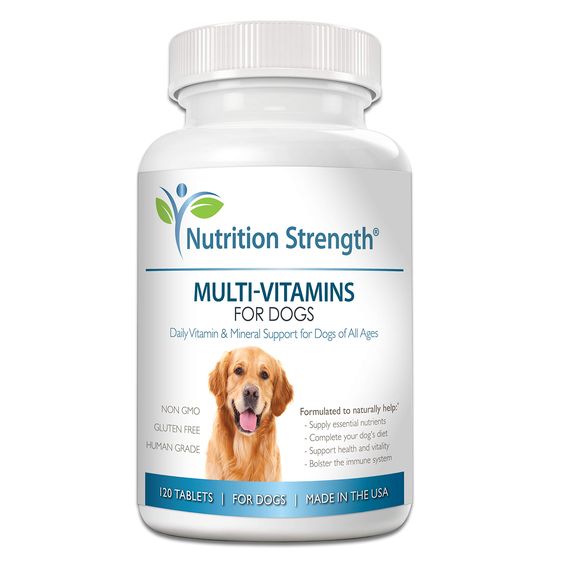 Nutrition Strength®
MULTI-VITAMINS
FOR DOGS
Daily Vitamin & Mineral Support for Dogs of All Ages
NON GMO
GLUTEN FREE
HUMAN GRADE
Formulated to naturally help:*
- Supply essential nutrients
- Complete your dog's diet
- Support health and vitality
- Bolster the immune system
120 TABLETS | FOR DOGS | MADE IN THE USA